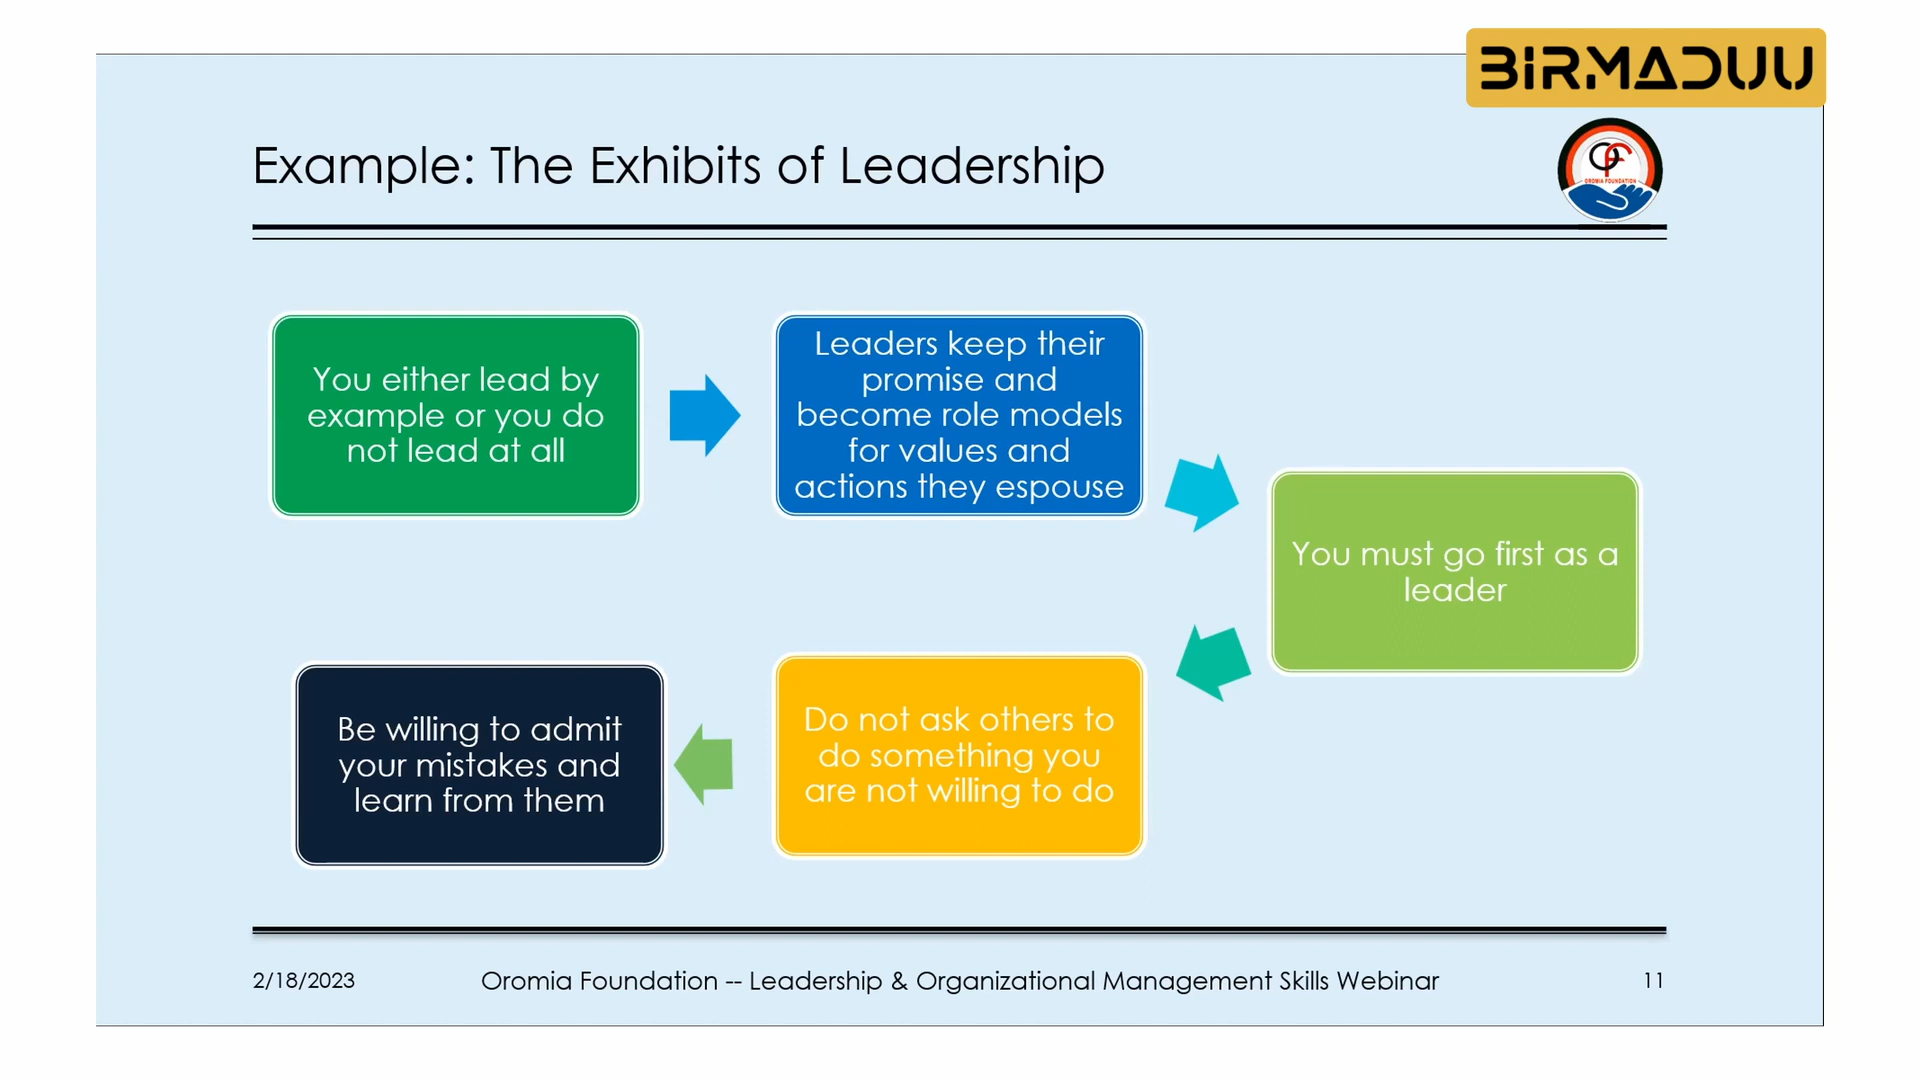 BIRMADUU
Example: The Exhibits of Leadership
OROMIA FOUNDATION
You either lead by
example or you do
not lead at all
Leaders keep their
promise and
become role models
for values and
actions they espouse
You must go first as a
leader
Do not ask others to
do something you
are not willing to do
Be willing to admit
your mistakes and
learn from them
2/18/2023
Oromia Foundation -- Leadership & Organizational Management Skills Webinar
11